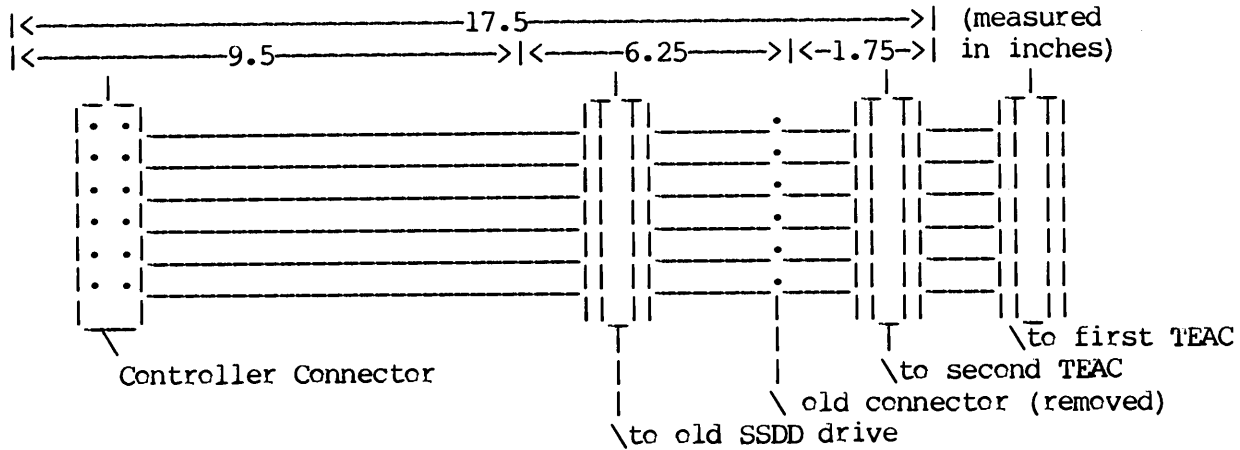 |<—————17.5—————>| (measured
|<————9.5————>|<———6.25———>|<-1.75->| in inches)
\to first TEAC
Controller Connector \to second TEAC
\ old connector (removed)
\to old SSDD drive